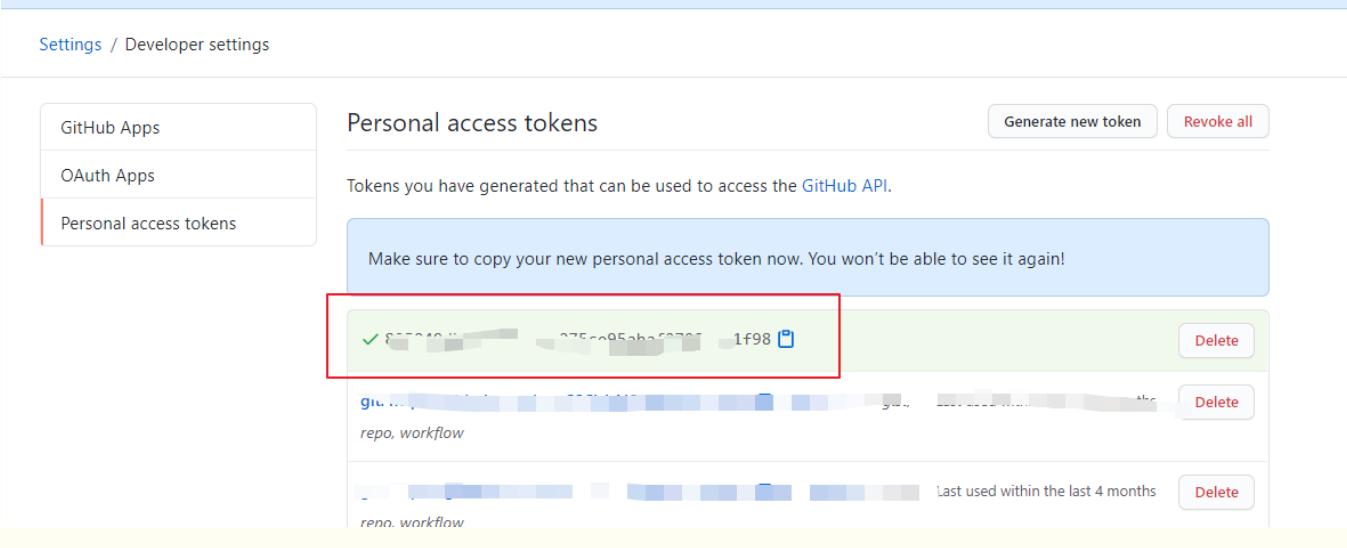 Settings / Developer settings
GitHub Apps
OAuth Apps
Personal access tokens
Personal access tokens
Generate new token
Revoke all
Tokens you have generated that can be used to access the GitHub API.
Make sure to copy your new personal access token now. You won't be able to see it again!
1f98
Delete
Delete
repo, workflow
Last used within the last 4 months
Delete
repo, workflow